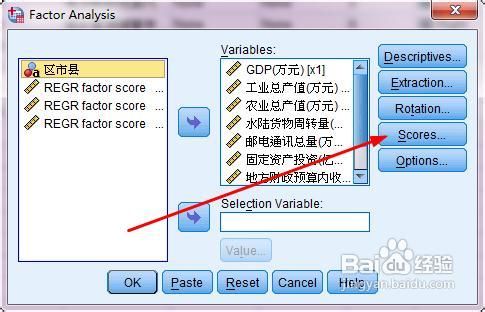 Factor Analysis
Variables:
区市县
REGR factor score ...
REGR factor score ...
REGR factor score ...
GDP(万元) [x1]
工业总产值(万元) ...
农业总产值(万元) ...
水陆货物周转量(...
邮电通讯总量(万...
固定资产投资(亿...
地方财政预算内收...
Selection Variable:
Value...
Descriptives...
Extraction...
Rotation...
Scores...
Options...
OK
Paste
Reset
Cancel
Help
Baidu 经验
jingyan.baidu.com